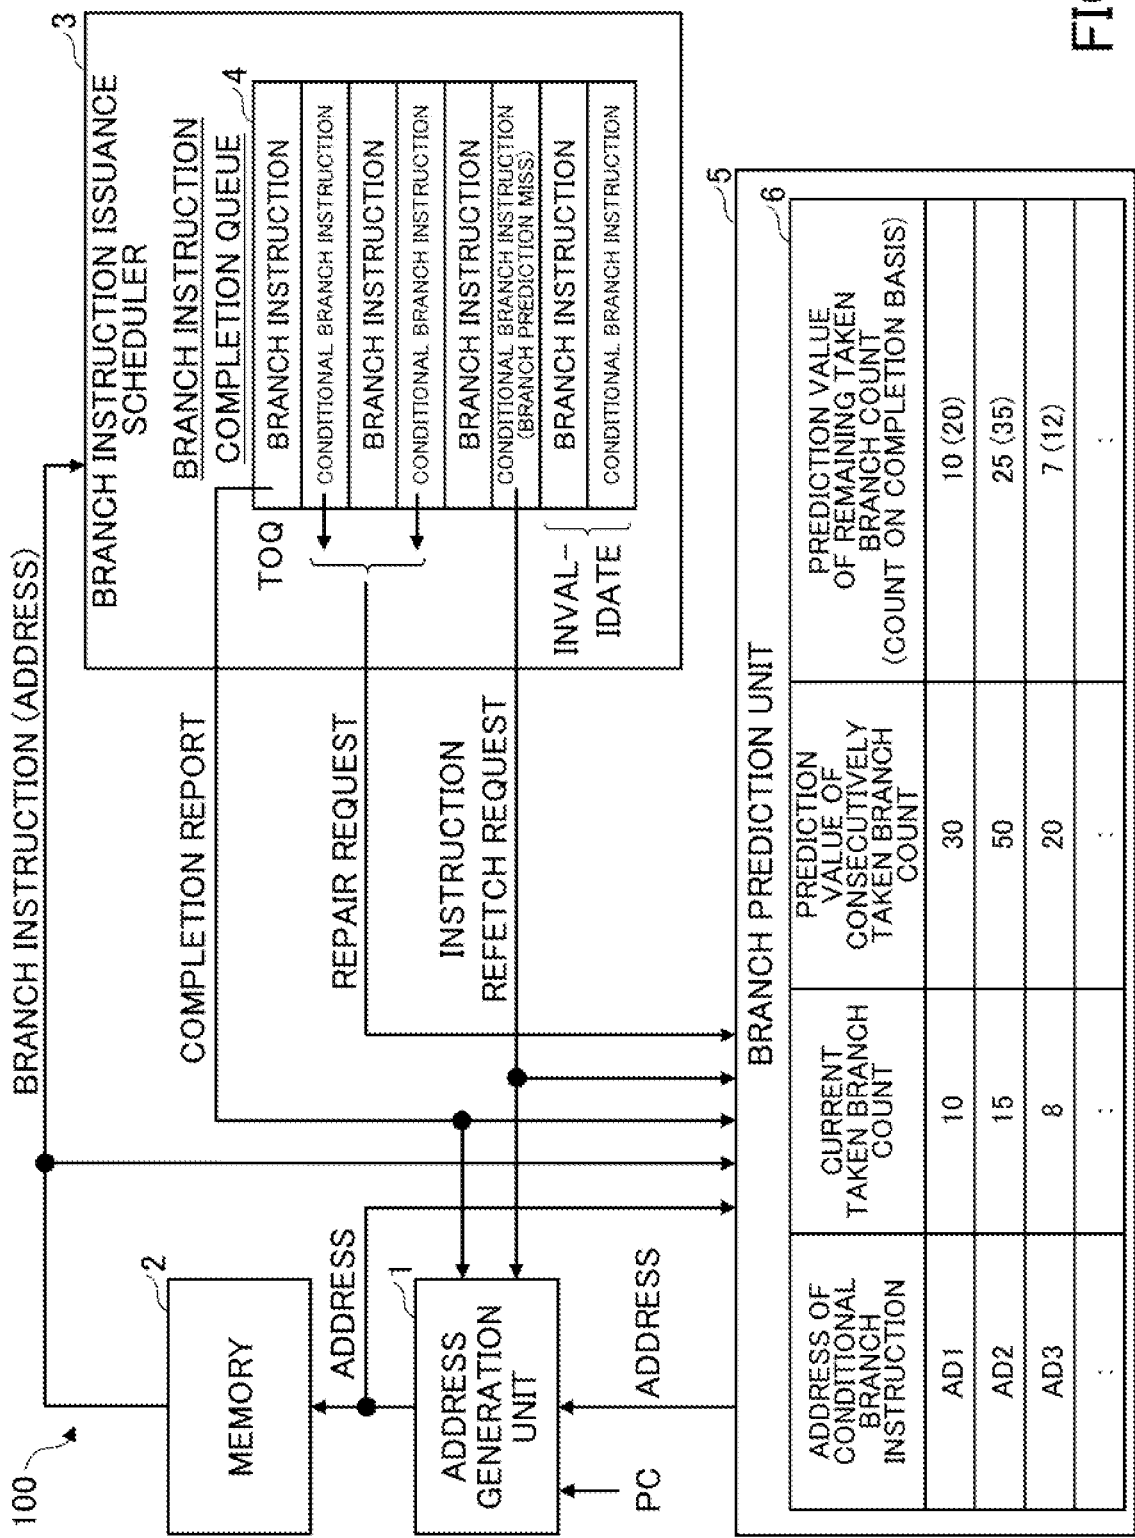 100
BRANCH INSTRUCTION (ADDRESS)
2
MEMORY
ADDRESS
1
ADDRESS
GENERATION
UNIT
PC
ADDRESS
COMPLETION REPORT
REPAIR REQUEST
INSTRUCTION
REFETCH REQUEST
3
BRANCH INSTRUCTION ISSUANCE
SCHEDULER
BRANCH INSTRUCTION
COMPLETION QUEUE
4
TOQ
BRANCH INSTRUCTION
CONDITIONAL BRANCH INSTRUCTION
BRANCH INSTRUCTION
CONDITIONAL BRANCH INSTRUCTION
BRANCH INSTRUCTION
CONDITIONAL BRANCH INSTRUCTION
(BRANCH PREDICTION MISS)
BRANCH INSTRUCTION
CONDITIONAL BRANCH INSTRUCTION
INVAL-
IDATE
5
BRANCH PREDICTION UNIT
6
ADDRESS OF
CONDITIONAL
BRANCH
INSTRUCTION
CURRENT
TAKEN BRANCH
COUNT
PREDICTION
VALUE OF
CONSECUTIVELY
TAKEN BRANCH
COUNT
PREDICTION VALUE
OF REMAINING TAKEN
BRANCH COUNT
(COUNT ON COMPLETION BASIS)
AD1 10 30 10 (20)
AD2 15 50 25 (35)
AD3 8 20 7 (12)
: : : :